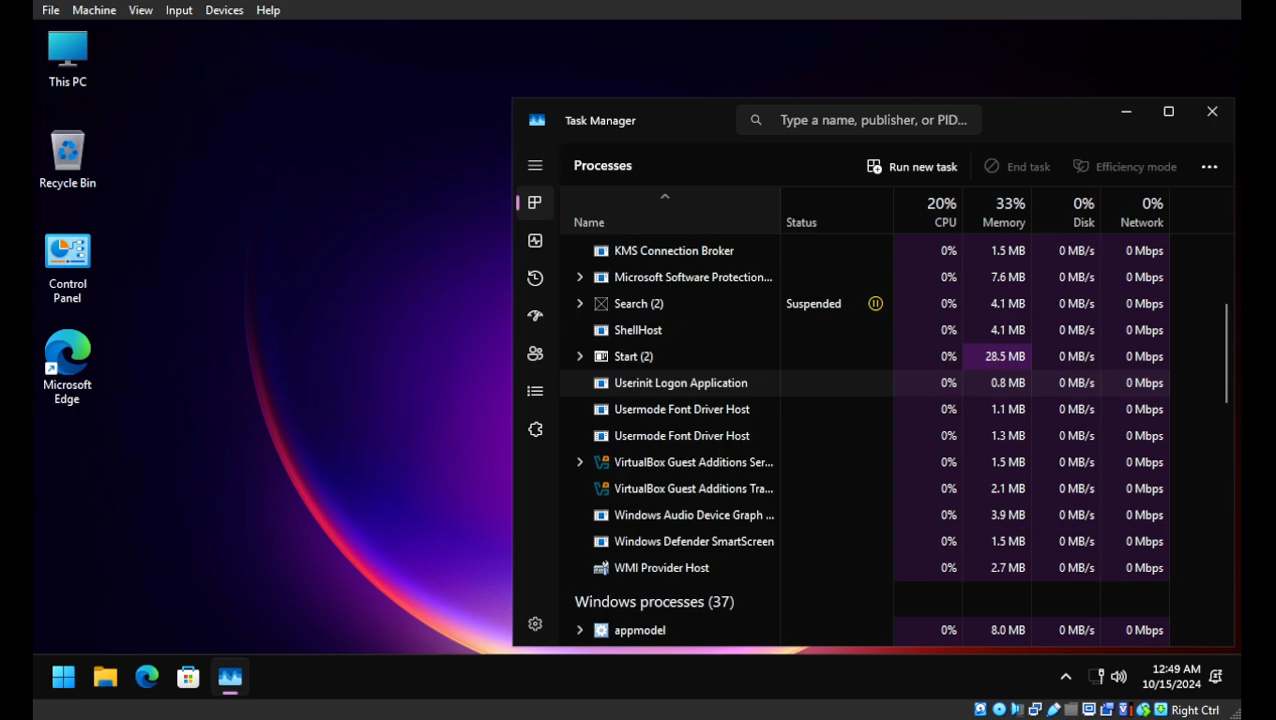 File Machine View Input Devices Help
This PC
Recycle Bin
Control
Panel
Microsoft
Edge
Task Manager
Type a name, publisher, or PID...
Processes
Run new task
End task
Efficiency mode
20% 33% 0% 0%
Name Status CPU Memory Disk Network
KMS Connection Broker 0% 1.5 MB 0 MB/s 0 Mbps
Microsoft Software Protection... 0% 7.6 MB 0 MB/s 0 Mbps
Search (2) Suspended 0% 4.1 MB 0 MB/s 0 Mbps
ShellHost 0% 4.1 MB 0 MB/s 0 Mbps
Start (2) 0% 28.5 MB 0 MB/s 0 Mbps
Userinit Logon Application 0% 0.8 MB 0 MB/s 0 Mbps
Usermode Font Driver Host 0% 1.1 MB 0 MB/s 0 Mbps
Usermode Font Driver Host 0% 1.3 MB 0 MB/s 0 Mbps
VirtualBox Guest Additions Ser... 0% 1.5 MB 0 MB/s 0 Mbps
VirtualBox Guest Additions Tra... 0% 2.1 MB 0 MB/s 0 Mbps
Windows Audio Device Graph ... 0% 3.9 MB 0 MB/s 0 Mbps
Windows Defender SmartScreen 0% 1.5 MB 0 MB/s 0 Mbps
WMI Provider Host 0% 2.7 MB 0 MB/s 0 Mbps
Windows processes (37)
appmodel 0% 8.0 MB 0 MB/s 0 Mbps
12:49 AM
10/15/2024
Right Ctrl